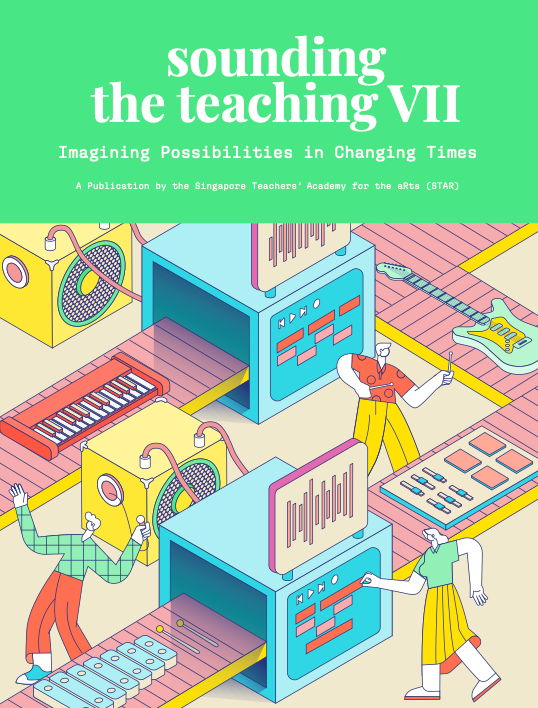 sounding
the teaching VII
Imagining Possibilities in Changing Times
A Publication by the Singapore Teachers' Academy for the aRts (STAR)